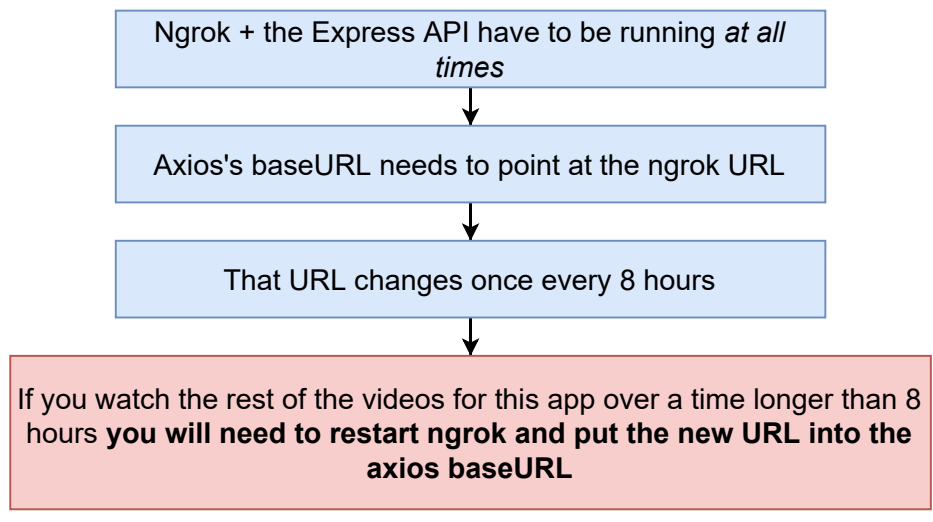 Ngrok + the Express API have to be running at all
times
Axios's baseURL needs to point at the ngrok URL
That URL changes once every 8 hours
If you watch the rest of the videos for this app over a time longer than 8
hours you will need to restart ngrok and put the new URL into the
axios baseURL